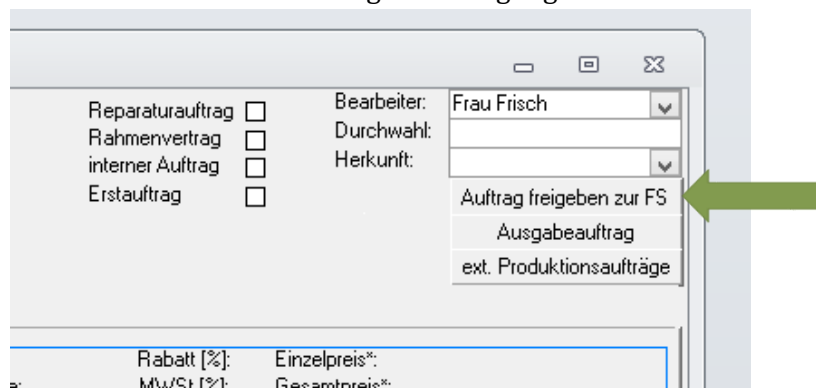 Reparaturauftrag
Rahmenvertrag
interner Auftrag
Erstauftrag
Bearbeiter: Frau Frisch
Durchwahl:
Herkunft:
Auftrag freigeben zur FS
Ausgabeauftrag
ext. Produktionsaufträge
Rabatt [%]: Einzelpreis*:
MWSt [%]: Gesamtpreis*: